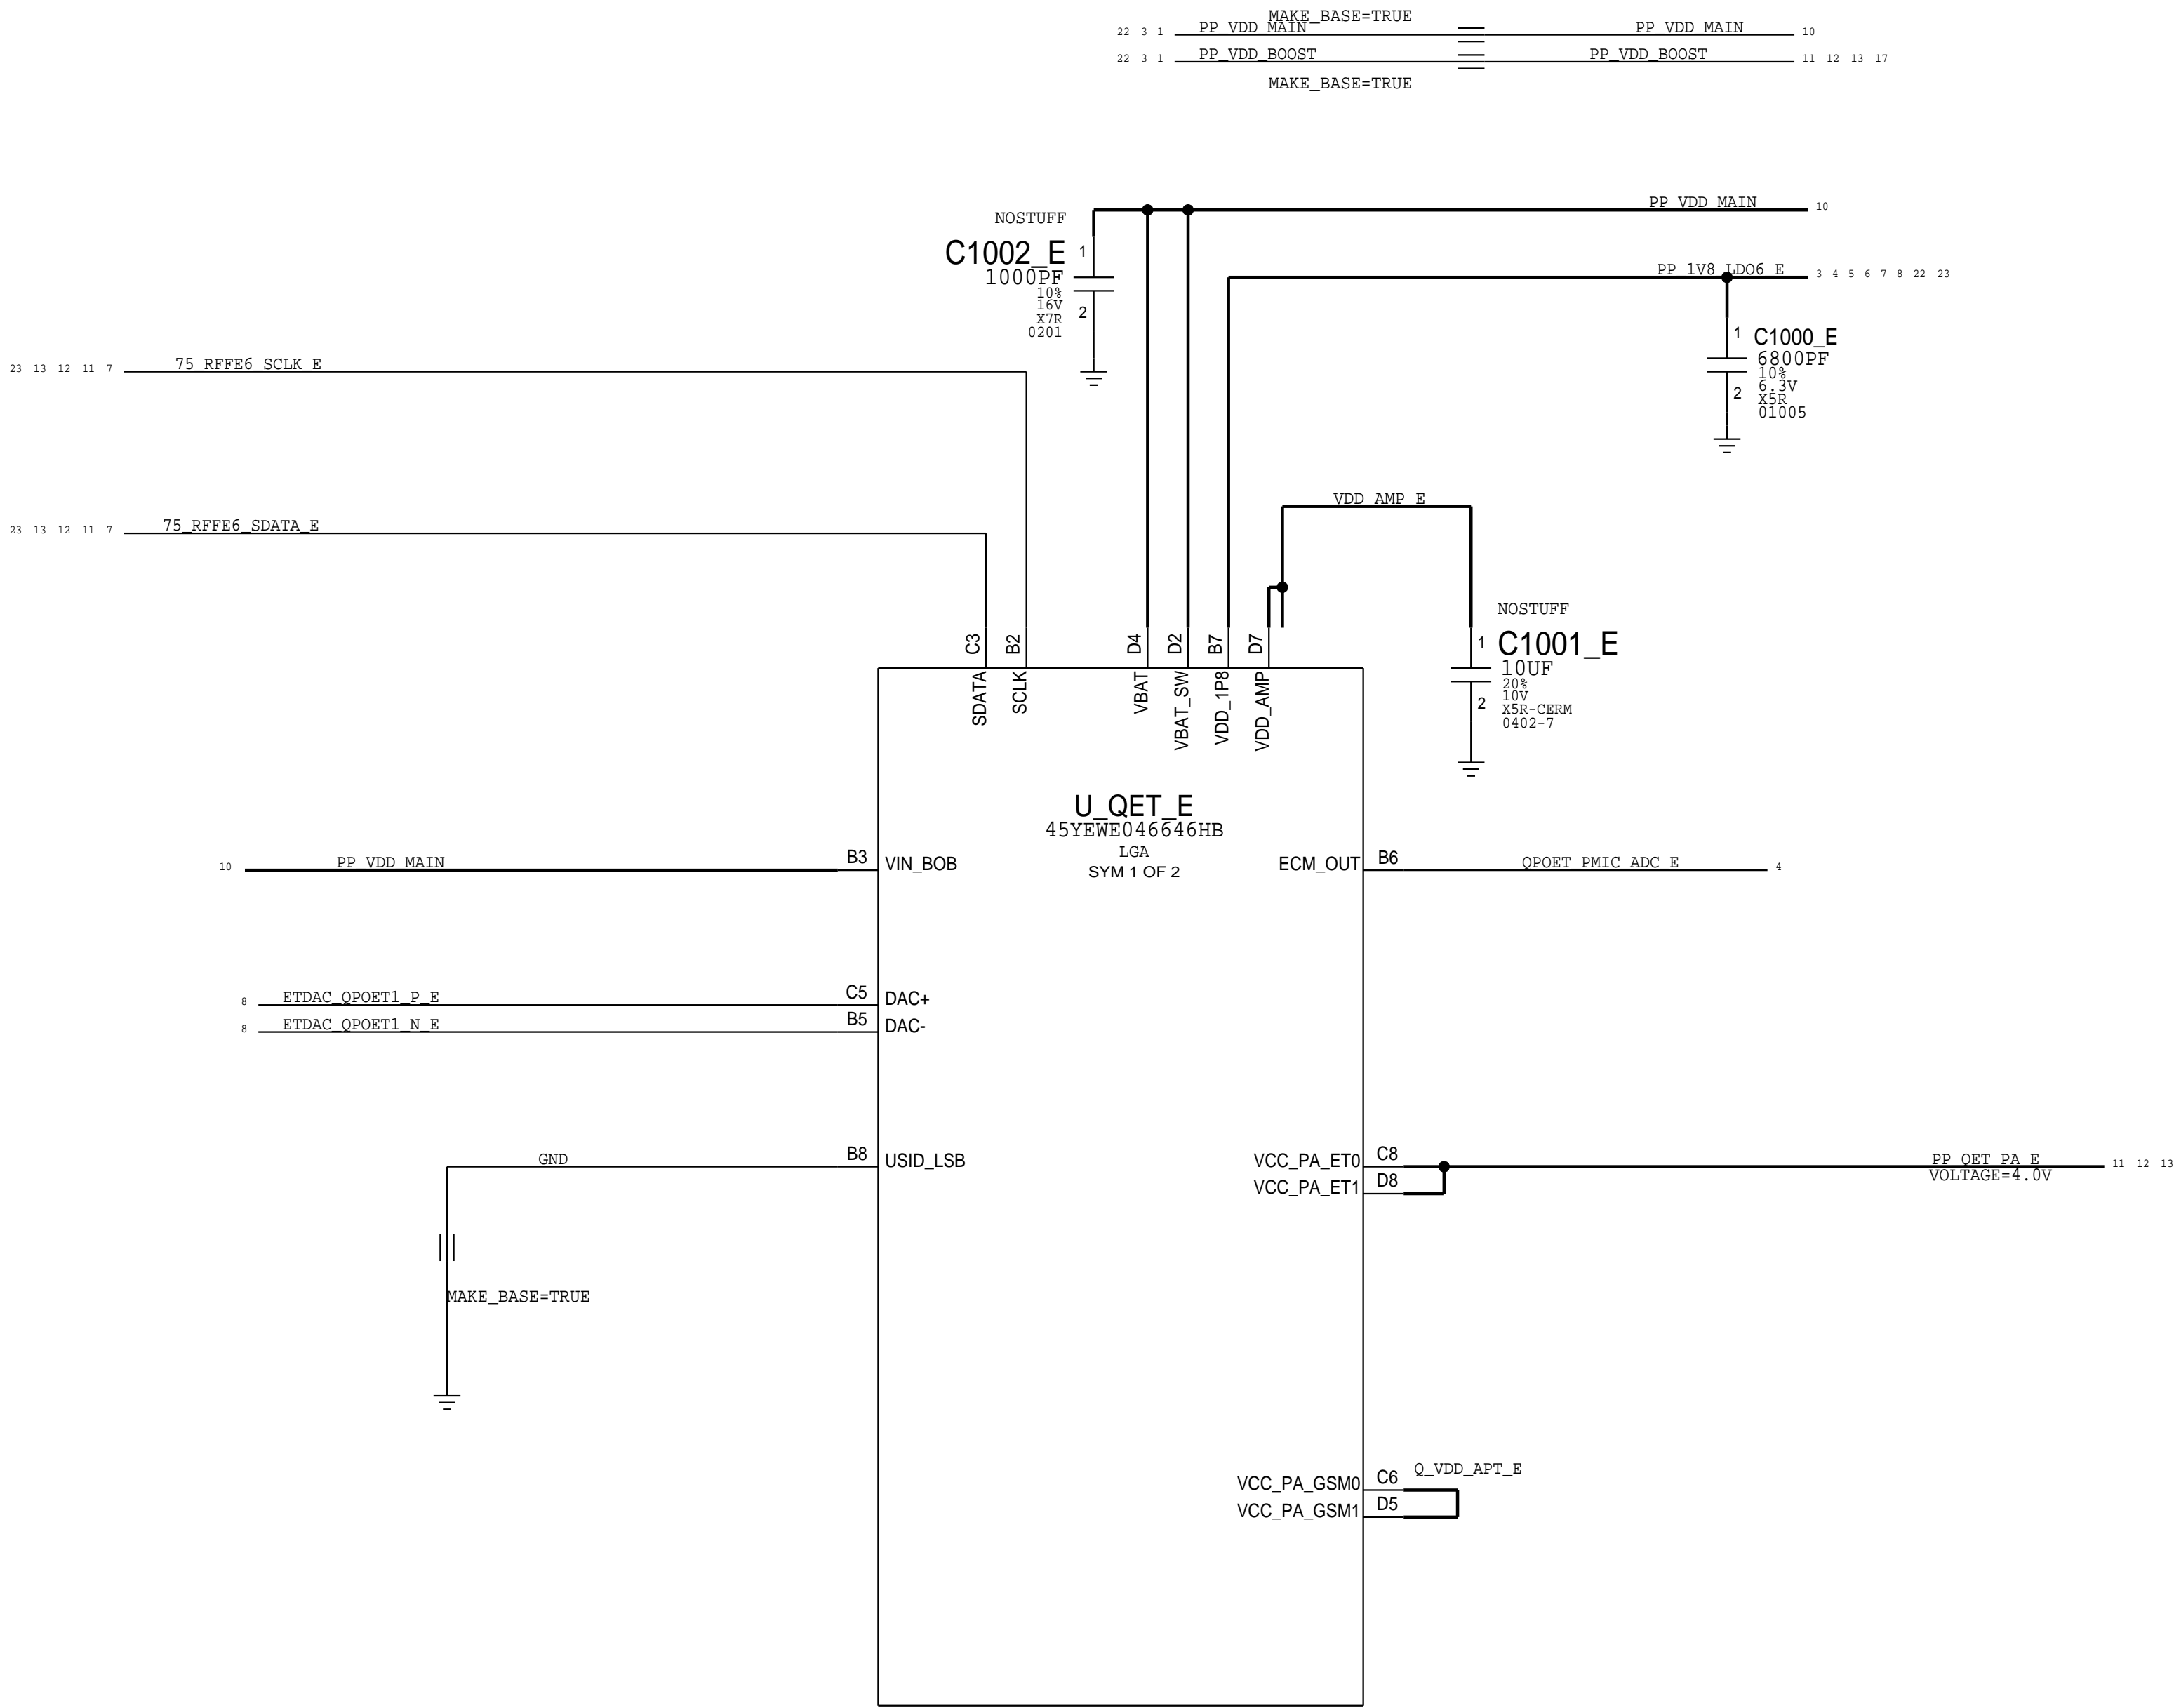 MAKE_BASE=TRUE
22 3 1 PP_VDD_MAIN PP_VDD_MAIN 10
22 3 1 PP_VDD_BOOST PP_VDD_BOOST 11 12 13 17
MAKE_BASE=TRUE
PP_VDD_MAIN 10
NOSTUFF
C1002_E 1
1000PF
10%
16V
X7R
0201
2
PP_1V8_LDO6_E 3 4 5 6 7 8 22 23
1 C1000_E
6800PF
10%
6.3V
X5R
01005
2
23 13 12 11 7 75_RFFE6_SCLK_E
VDD_AMP_E
23 13 12 11 7 75_RFFE6_SDATA_E
NOSTUFF
1 C1001_E
10UF
20%
10V
X5R-CERM
0402-7
2
C3 B2 D4 D2 B7 D7
SDATA SCLK VBAT VBAT_SW VDD_1P8 VDD_AMP
U_QET_E
45YEWE046646HB
LGA
SYM 1 OF 2
10 PP_VDD_MAIN B3 VIN_BOB
ECM_OUT B6 QPOET_PMIC_ADC_E 4
8 ETDAC_QPOET1_P_E C5 DAC+
8 ETDAC_QPOET1_N_E B5 DAC-
GND B8 USID_LSB
VCC_PA_ET0 C8 PP_QET_PA_E 11 12 13
VCC_PA_ET1 D8 VOLTAGE=4.0V
MAKE_BASE=TRUE
VCC_PA_GSM0 C6 Q_VDD_APT_E
VCC_PA_GSM1 D5